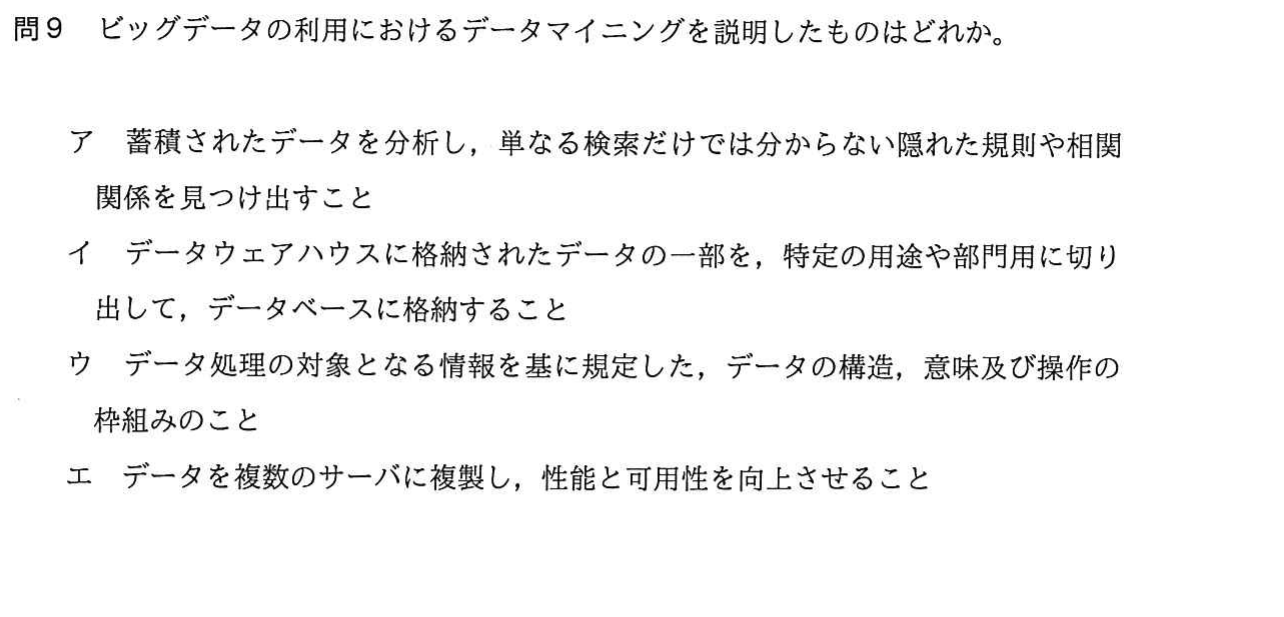 問9　ビッグデータの利用におけるデータマイニングを説明したものはどれか。
ア　蓄積されたデータを分析し，単なる検索だけでは分からない隠れた規則や相関
関係を見つけ出すこと
イ　データウェアハウスに格納されたデータの一部を，特定の用途や部門用に切り
出して，データベースに格納すること
ウ　データ処理の対象となる情報を基に規定した，データの構造，意味及び操作の
枠組みのこと
エ　データを複数のサーバに複製し，性能と可用性を向上させること